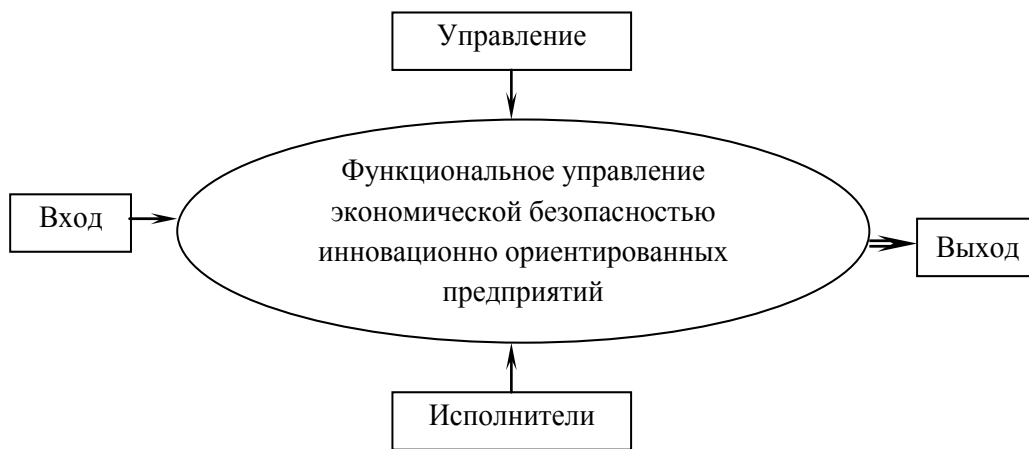 Управление
Функциональное управление
экономической безопасностью
инновационно ориентированных
предприятий
Вход
Выход
Исполнители